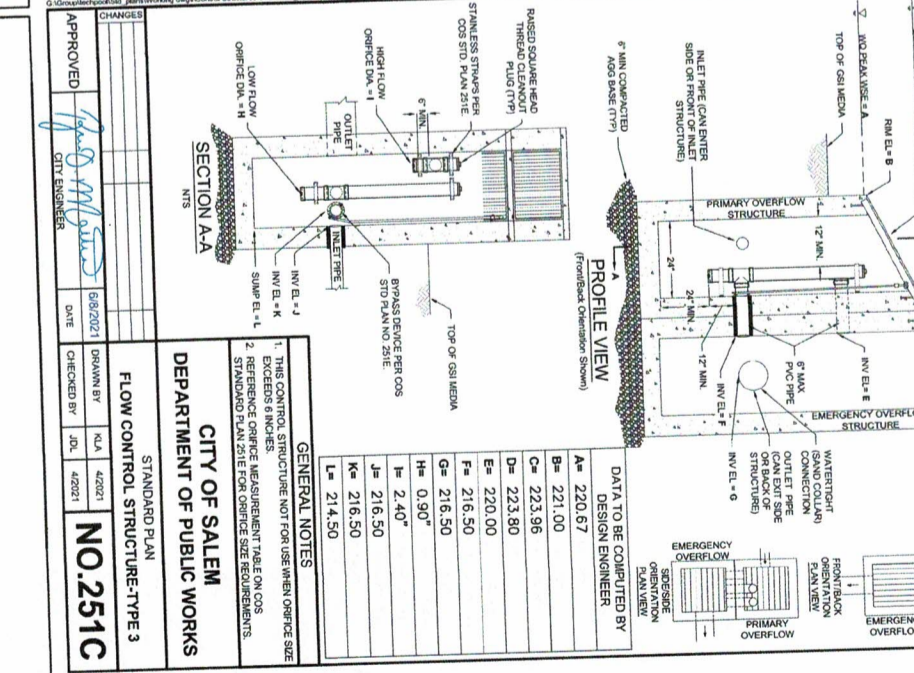 WQ PEAK WSE = A
RIM EL= B
TOP OF GSI MEDIA
INLET PIPE (CAN ENTER
SIDE OR FRONT OF INLET
STRUCTURE)
6" MIN COMPACTED
AGG BASE (TYP)
PRIMARY OVERFLOW
STRUCTURE
12" MIN.
24"
24" MIN.
12" MIN.
6" MAX
PVC PIPE
INV EL= E
INV EL= F
INV EL = G
EMERGENCY
STRUCTURE
WATERTIGHT
CONNECTION
(SAND COLLAR)
OUTLET PIPE
(CAN EXIT SIDE
OR BACK OF
STRUCTURE)
A
PROFILE VIEW
(Front/Back Orientation Shown)
FRONT/BACK
ORIENTATION
PLAN VIEW
EMERGENCY
OVERFLOW
SIDE/SIDE
ORIENTATION
PLAN VIEW
PRIMARY
OVERFLOW
RAISED SQUARE HEAD
THREAD CLEANOUT
PLUG (TYP)
STAINLESS STRAPS PER
COS STD. PLAN 251E.
6" MIN.
HIGH FLOW
ORIFICE DIA. = I
LOW FLOW
ORIFICE DIA. = H
OUTLET
PIPE
INLET PIPE
TOP OF GSI MEDIA
BYPASS DEVICE PER COS
STD PLAN NO. 251E.
INV EL = J
INV EL = K
SUMP EL = L
SECTION A-A
NTS
DATA TO BE COMPUTED BY
DESIGN ENGINEER
A= 220.67
B= 221.00
C= 223.96
D= 223.80
E= 220.00
F= 216.50
G= 216.50
H= 0.90"
I= 2.40"
J= 216.50
K= 216.50
L= 214.50
GENERAL NOTES
1. THIS CONTROL STRUCTURE NOT FOR USE WHEN ORIFICE SIZE
EXCEEDS 6 INCHES.
2. REFERENCE ORIFICE MEASUREMENT TABLE ON COS
STANDARD PLAN 251E FOR ORIFICE SIZE REQUIREMENTS.
CITY OF SALEM
DEPARTMENT OF PUBLIC WORKS
STANDARD PLAN
FLOW CONTROL STRUCTURE-TYPE 3
CHANGES
APPROVED
CITY ENGINEER
6/8/2021
DATE
DRAWN BY KLA 4/2021
CHECKED BY JDL 4/2021
NO.251C